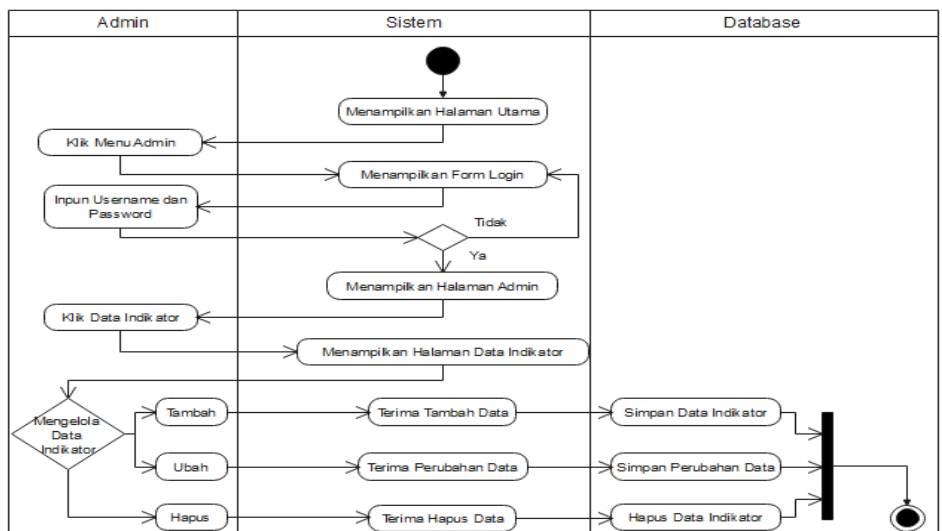 Admin
Sistem
Database
Menampilkan Halaman Utama
Klik Menu Admin
Menampilkan Form Login
Inpun Username dan
Password
Tidak
Ya
Menampilkan Halaman Admin
Klik Data Indikator
Menampilkan Halaman Data Indikator
Mengelola
Data
Indikator
Tambah
Terima Tambah Data
Simpan Data Indikator
Ubah
Terima Perubahan Data
Simpan Perubahan Data
Hapus
Terima Hapus Data
Hapus Data Indikator